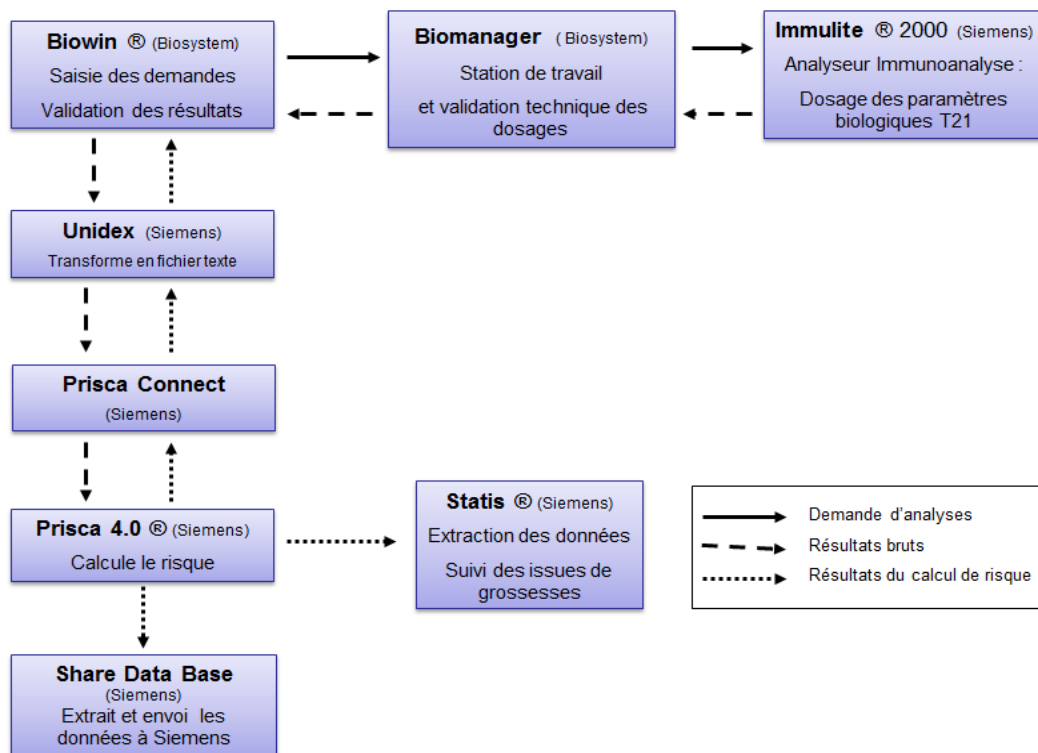 Biowin ® (Biosystem)
Saisie des demandes
Validation des résultats
Biomanager ( Biosystem)
Station de travail
et validation technique des
dosages
Immulite ® 2000 (Siemens)
Analyseur Immunoanalyse :
Dosage des paramètres
biologiques T21
Unidex (Siemens)
Transforme en fichier texte
Prisca Connect
(Siemens)
Prisca 4.0 ® (Siemens)
Calcule le risque
Statis ® (Siemens)
Extraction des données
Suivi des issues de
grossesses
Demande d'analyses
Résultats bruts
Résultats du calcul de risque
Share Data Base
(Siemens)
Extrait et envoi les
données à Siemens